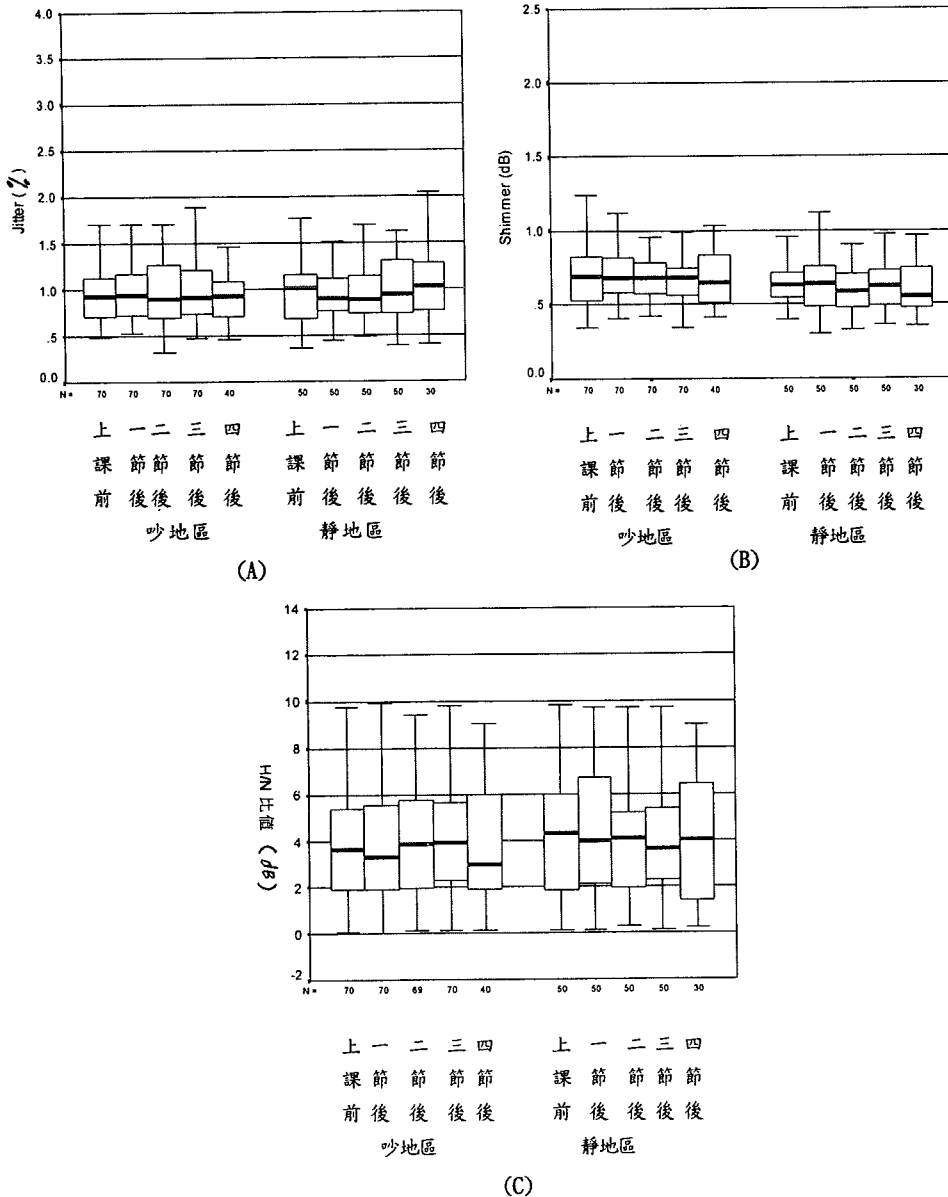 4.0
3.5
3.0
2.5
2.0
1.5
1.0
.5
0.0
Jitter (%)
N = 70 70 70 70 40 50 50 50 50 30
上課前 一節後 二節後 三節後 四節後 上課前 一節後 二節後 三節後 四節後
吵地區 靜地區
(A)
2.5
2.0
1.5
1.0
.5
0.0
Shimmer (dB)
N = 70 70 70 70 40 50 50 50 50 30
上課前 一節後 二節後 三節後 四節後 上課前 一節後 二節後 三節後 四節後
吵地區 靜地區
(B)
14
12
10
8
6
4
2
0
-2
H/N 比值 (dB)
N = 70 70 69 70 40 50 50 50 50 30
上課前 一節後 二節後 三節後 四節後 上課前 一節後 二節後 三節後 四節後
吵地區 靜地區
(C)